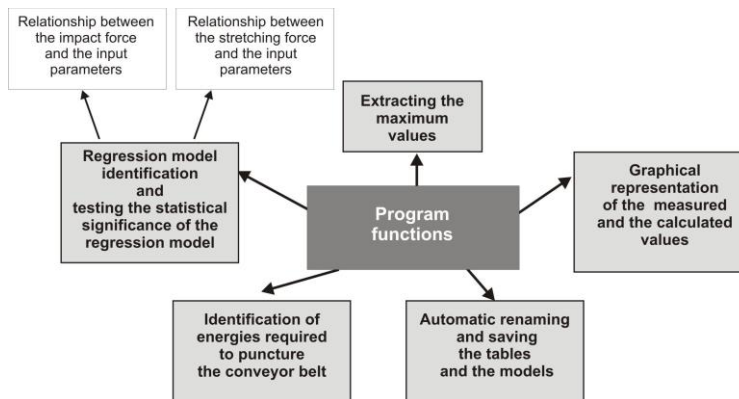 Relationship between
the impact force
and the input
parameters
Relationship between
the stretching force
and the input
parameters
Extracting the
maximum
values
Regression model
identification
and
testing the statistical
significance of the
regression model
Program
functions
Graphical
representation
of the measured
and the calculated
values
Identification of
energies required
to puncture
the conveyor belt
Automatic renaming
and saving
the tables
and the models